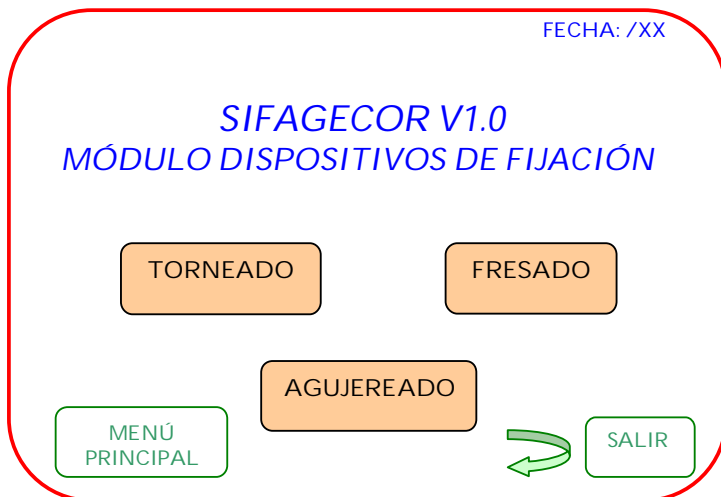 FECHA: /XX
SIFAGECOR V1.0
MÓDULO DISPOSITIVOS DE FIJACIÓN
TORNEADO
FRESADO
AGUJEREADO
MENÚ
PRINCIPAL
SALIR